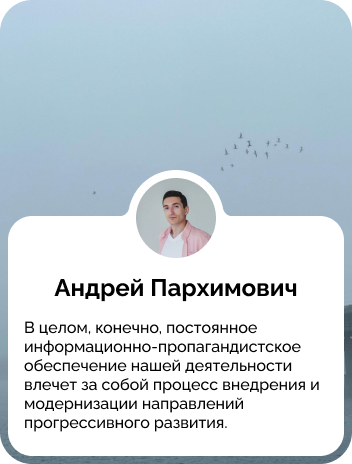 Андрей Пархимович
В целом, конечно, постоянное
информационно-пропагандистское
обеспечение нашей деятельности
влечет за собой процесс внедрения и
модернизации направлений
прогрессивного развития.